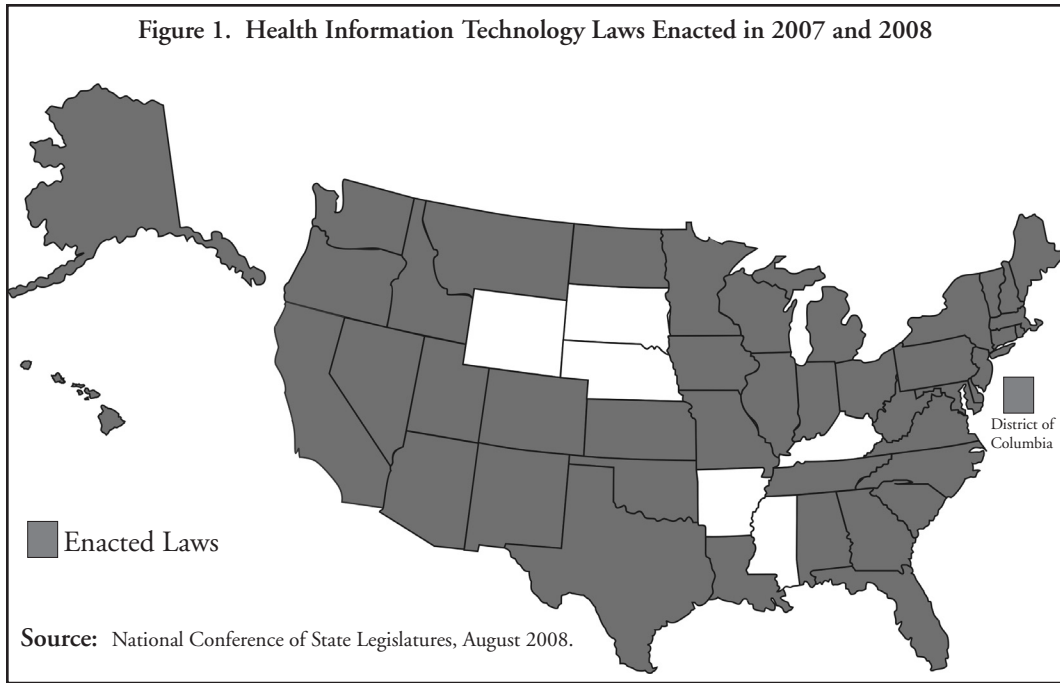 Figure 1. Health Information Technology Laws Enacted in 2007 and 2008
District of
Columbia
Enacted Laws
Source: National Conference of State Legislatures, August 2008.